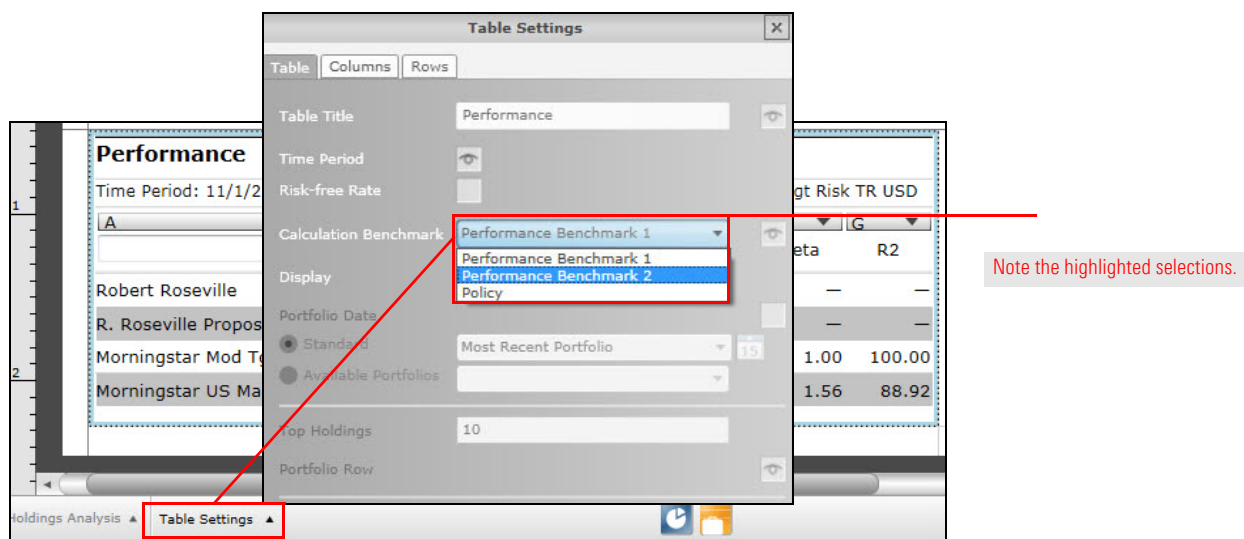 Table Settings
Table Columns Rows
Table Title Performance
Time Period
Risk-free Rate
Calculation Benchmark Performance Benchmark 1
Performance Benchmark 1
Performance Benchmark 2
Policy
Display
Portfolio Date
Standard Most Recent Portfolio 15
Available Portfolios
Top Holdings 10
Portfolio Row
1
2
Performance
Time Period: 11/1/2 gt Risk TR USD
A G
eta R2
Robert Roseville — —
R. Roseville Propos — —
Morningstar Mod Tg 1.00 100.00
Morningstar US Ma 1.56 88.92
Holdings Analysis Table Settings
Note the highlighted selections.